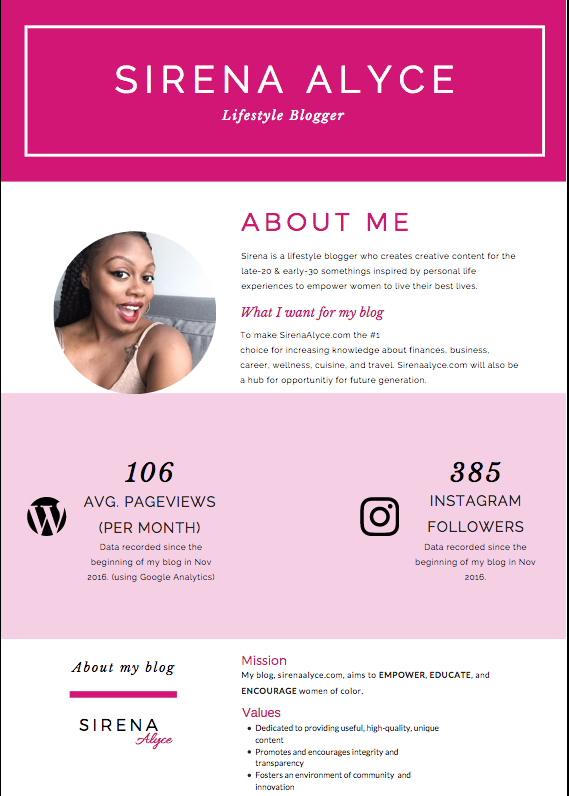 SIRENA ALYCE
Lifestyle Blogger
ABOUT ME
Sirena is a lifestyle blogger who creates creative content for the
late-20 & early-30 somethings inspired by personal life
experiences to empower women to live their best lives.
What I want for my blog
To make SirenaAlyce.com the #1
choice for increasing knowledge about finances, business,
career, wellness, cuisine, and travel. Sirenaalyce.com will also be
a hub for opportunitiy for future generation.
106
AVG. PAGEVIEWS
(PER MONTH)
Data recorded since the
beginning of my blog in Nov
2016. (using Google Analytics)
385
INSTAGRAM
FOLLOWERS
Data recorded since the
beginning of my blog in Nov
2016.
About my blog
SIRENA
Alyce
Mission
My blog, sirenaalyce.com, aims to EMPOWER, EDUCATE, and
ENCOURAGE women of color.
Values
• Dedicated to providing useful, high-quality, unique
content
• Promotes and encourages integrity and
transparency
• Fosters an environment of community and
innovation